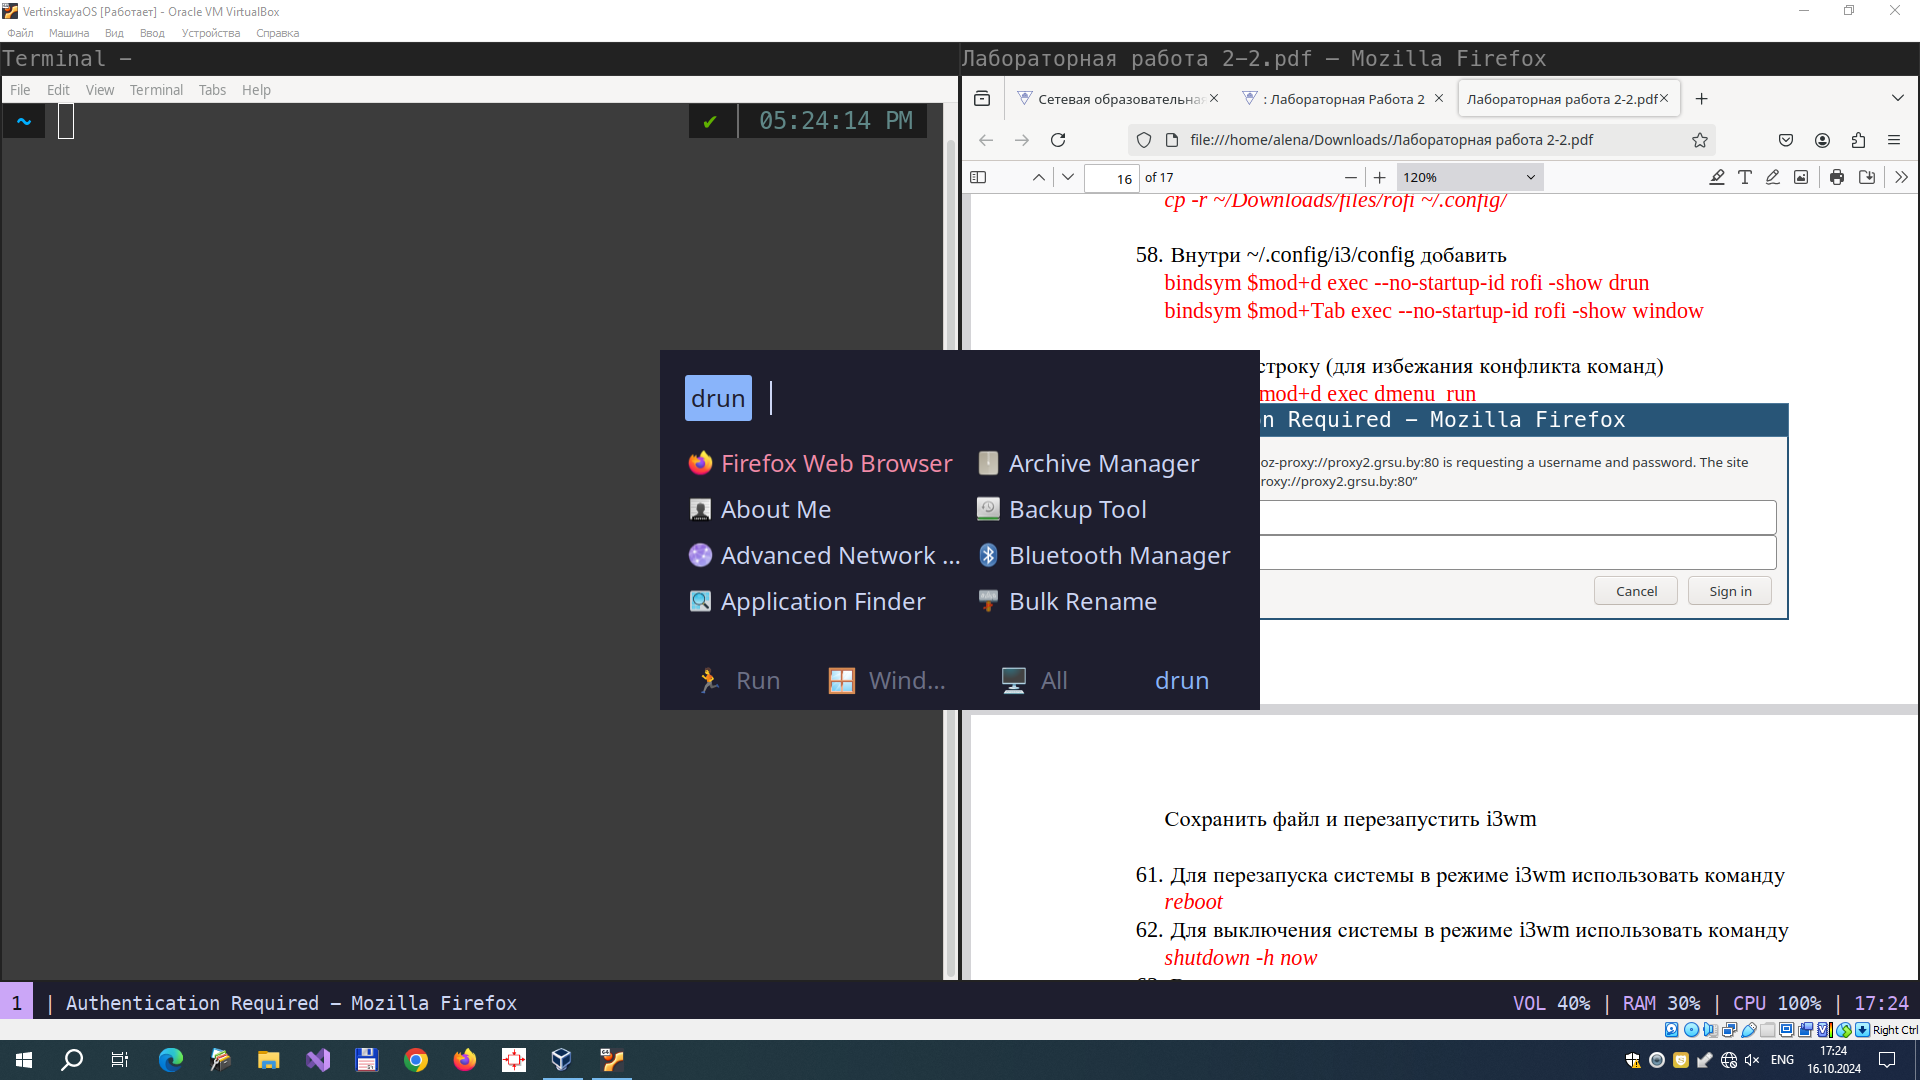 VertinskayaOS [Работает] - Oracle VM VirtualBox
Файл Машина Вид Ввод Устройства Справка
Terminal -
File Edit View Terminal Tabs Help
~
✔ 05:24:14 PM
Лабораторная работа 2-2.pdf — Mozilla Firefox
Сетевая образовательна
: Лабораторная Работа 2
Лабораторная работа 2-2.pdf
file:///home/alena/Downloads/Лабораторная работа 2-2.pdf
16 of 17
120%
cp -r ~/Downloads/files/rofi ~/.config/
58. Внутри ~/.config/i3/config добавить
bindsym $mod+d exec --no-startup-id rofi -show drun
bindsym $mod+Tab exec --no-startup-id rofi -show window
строку (для избежания конфликта команд)
mod+d exec dmenu_run
n Required — Mozilla Firefox
oz-proxy://proxy2.grsu.by:80 is requesting a username and password. The site
roxy://proxy2.grsu.by:80”
Cancel Sign in
drun
Firefox Web Browser
Archive Manager
About Me
Backup Tool
Advanced Network ...
Bluetooth Manager
Application Finder
Bulk Rename
Run Wind... All drun
Сохранить файл и перезапустить i3wm
61. Для перезапуска системы в режиме i3wm использовать команду
reboot
62. Для выключения системы в режиме i3wm использовать команду
shutdown -h now
1 | Authentication Required — Mozilla Firefox
VOL 40% | RAM 30% | CPU 100% | 17:24
Right Ctrl
ENG
17:24
16.10.2024